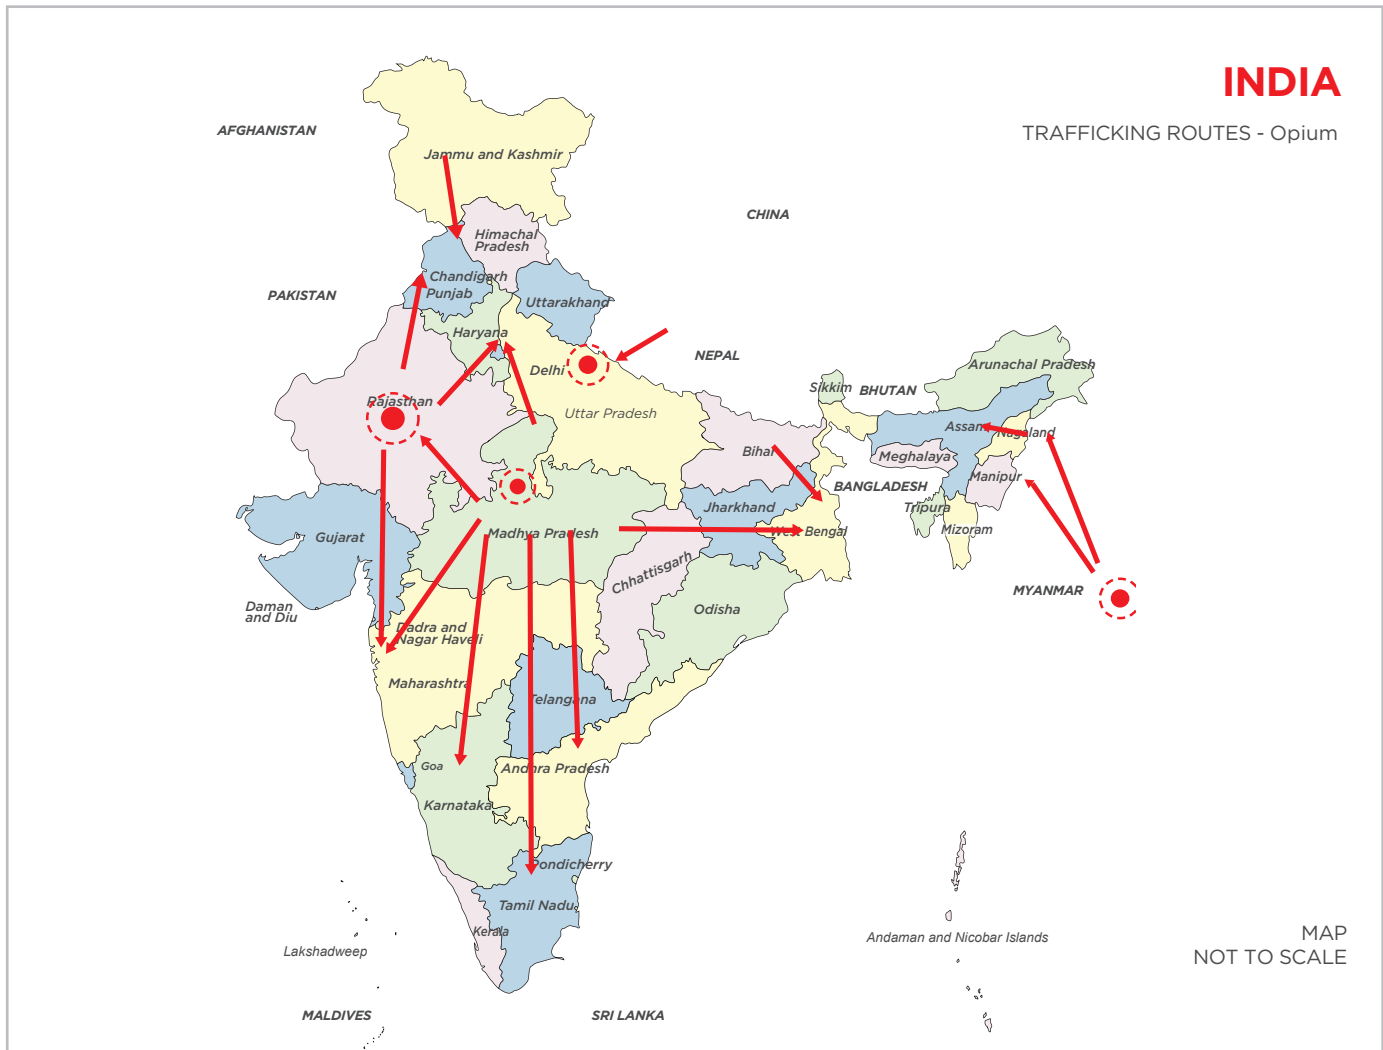 INDIA
TRAFFICKING ROUTES - Opium
AFGHANISTAN
Jammu and Kashmir
CHINA
Himachal
Pradesh
Chandigarh
Punjab
PAKISTAN
Uttarakhand
Haryana
NEPAL
Delhi
Arunachal Pradesh
Sikkim
BHUTAN
Rajasthan
Uttar Pradesh
Assam
Nagaland
Bihar
Meghalaya
Manipur
BANGLADESH
Jharkhand
Tripura
Mizoram
Gujarat
Madhya Pradesh
West Bengal
Chhattisgarh
MYANMAR
Daman
and Diu
Odisha
Dadra and
Nagar Haveli
Maharashtra
Telangana
Goa
Andhra Pradesh
Karnataka
Pondicherry
Tamil Nadu
Kerala
Lakshadweep
Andaman and Nicobar Islands
MAP
NOT TO SCALE
MALDIVES
SRI LANKA